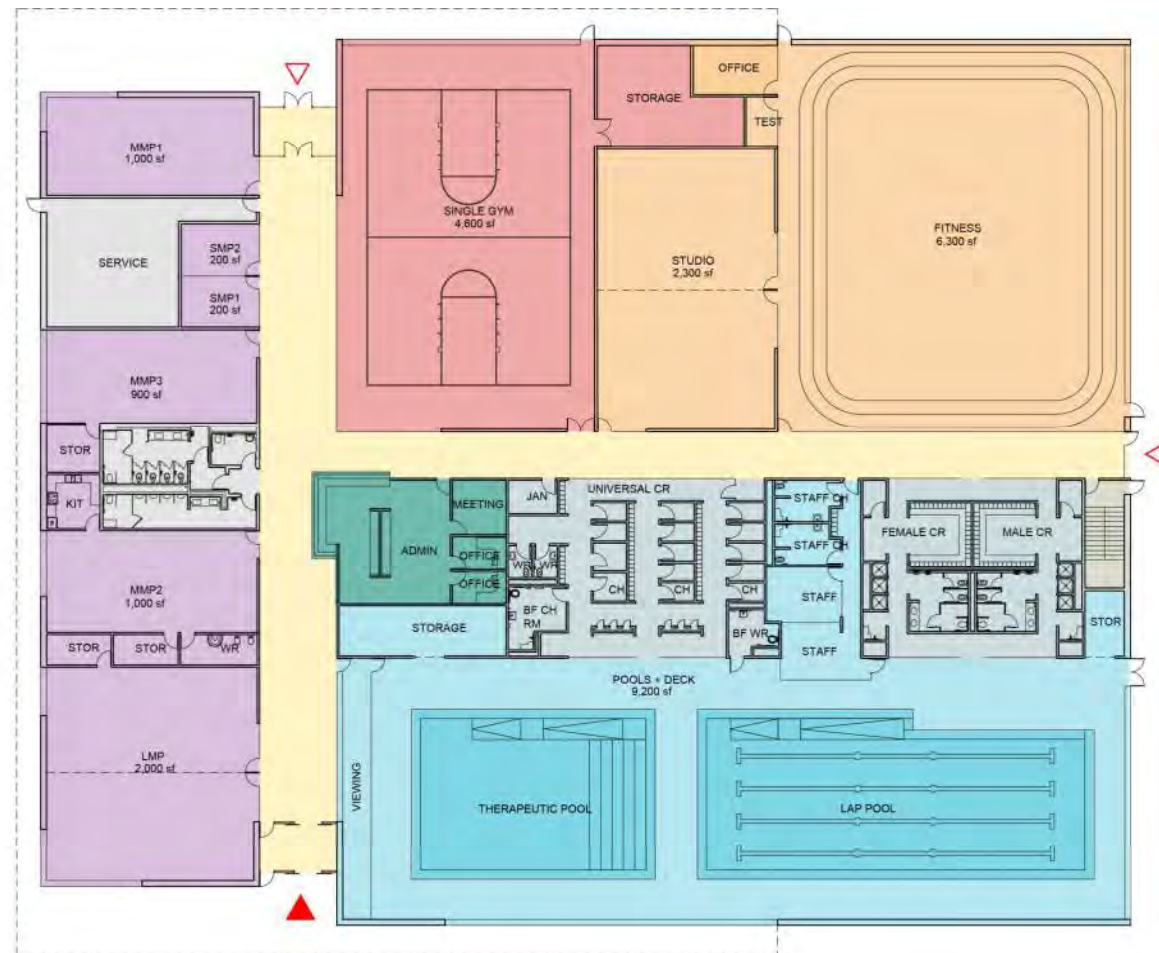 MMP1
1,000 sf
SERVICE
SMP2
200 sf
SMP1
200 sf
MMP3
900 sf
STOR
KIT
MMP2
1,000 sf
STOR
STOR
WR
LMP
2,000 sf
SINGLE GYM
4,600 sf
STORAGE
OFFICE
TEST
STUDIO
2,300 sf
FITNESS
6,300 sf
ADMIN
MEETING
OFFICE
OFFICE
STORAGE
JAN
UNIVERSAL CR
WR
WR
BF CH
RM
CH
CH
CH
BF WR
STAFF CH
STAFF CH
STAFF
STAFF
FEMALE CR
MALE CR
STOR
POOLS + DECK
9,200 sf
VIEWING
THERAPEUTIC POOL
LAP POOL